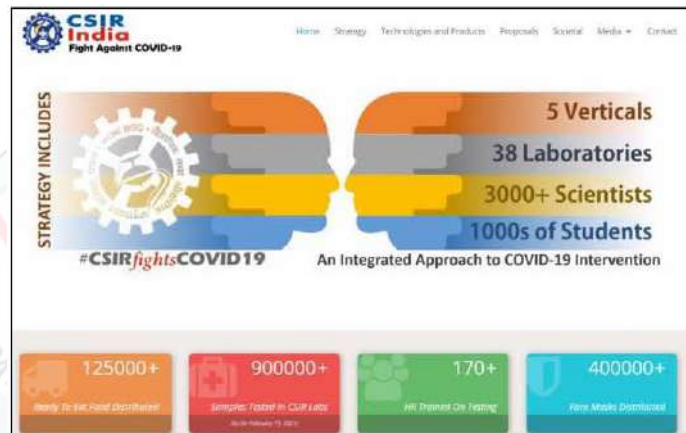 CSIR
India
Fight Against COVID-19
Home Strategy Technologies and Products Proposals Societal Media Contact
STRATEGY INCLUDES
5 Verticals
38 Laboratories
3000+ Scientists
1000s of Students
#CSIRfightsCOVID19
An Integrated Approach to COVID-19 Intervention
125000+
Ready To Eat Food Distributed
900000+
Samples Tested in CSIR Labs
170+
HR Trained On Testing
400000+
Face Masks Distributed